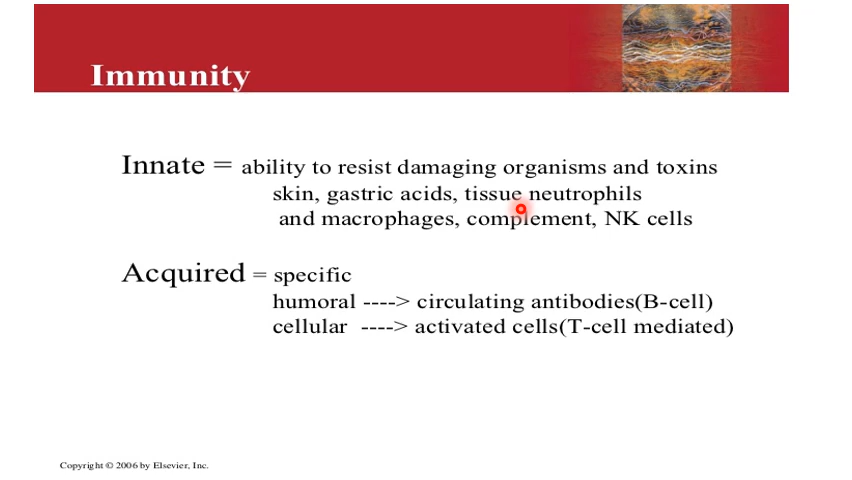 Immunity
Innate = ability to resist damaging organisms and toxins
skin, gastric acids, tissue neutrophils
and macrophages, complement, NK cells
Acquired = specific
humoral ----> circulating antibodies(B-cell)
cellular ----> activated cells(T-cell mediated)
Copyright © 2006 by Elsevier, Inc.